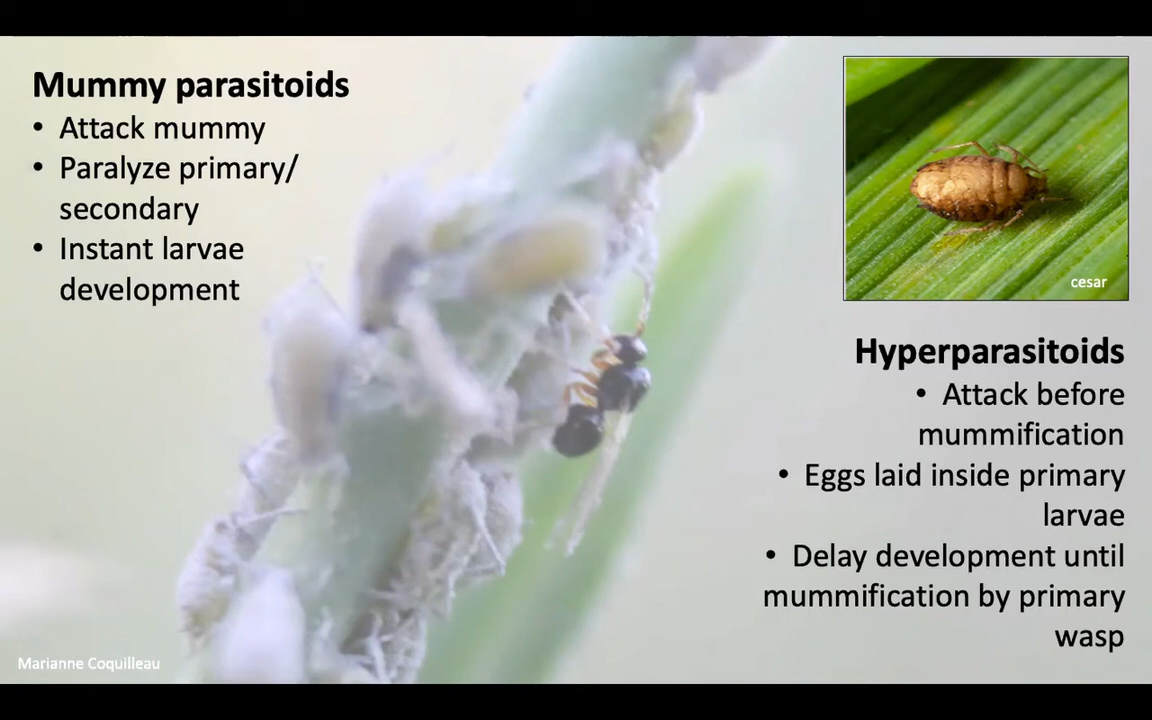 Mummy parasitoids
• Attack mummy
• Paralyze primary/
secondary
• Instant larvae
development
cesar
Hyperparasitoids
• Attack before
mummification
• Eggs laid inside primary
larvae
• Delay development until
mummification by primary
wasp
Marianne Coquilleau